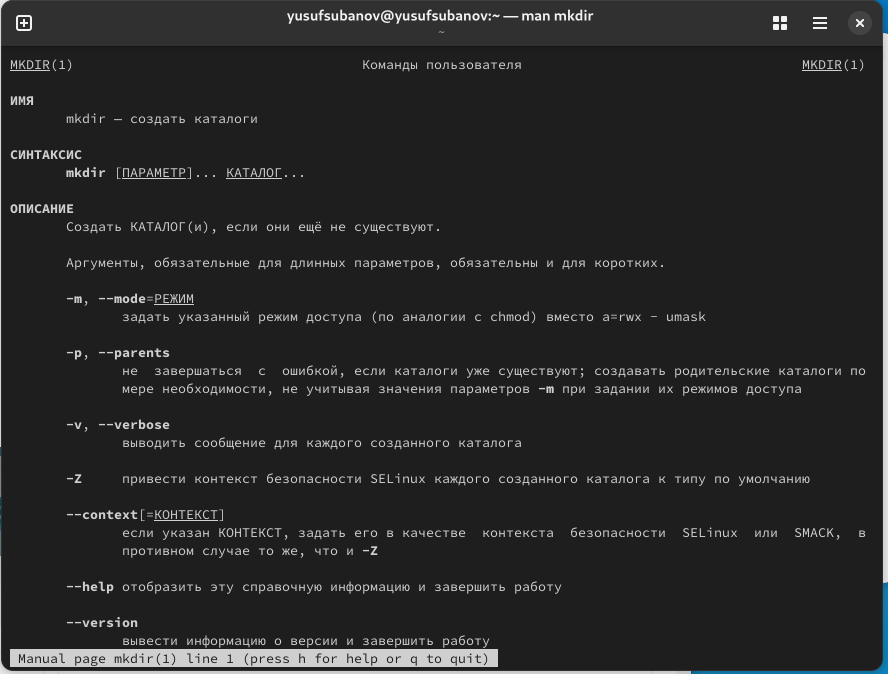 yusufsubanov@yusufsubanov:~ — man mkdir
~
MKDIR(1) Команды пользователя MKDIR(1)
ИМЯ
mkdir – создать каталоги
СИНТАКСИС
mkdir [ПАРАМЕТР]... КАТАЛОГ...
ОПИСАНИЕ
Создать КАТАЛОГ(и), если они ещё не существуют.
Аргументы, обязательные для длинных параметров, обязательны и для коротких.
-m, --mode=РЕЖИМ
задать указанный режим доступа (по аналогии с chmod) вместо a=rwx - umask
-p, --parents
не завершаться с ошибкой, если каталоги уже существуют; создавать родительские каталоги по
мере необходимости, не учитывая значения параметров -m при задании их режимов доступа
-v, --verbose
выводить сообщение для каждого созданного каталога
-Z привести контекст безопасности SELinux каждого созданного каталога к типу по умолчанию
--context[=КОНТЕКСТ]
если указан КОНТЕКСТ, задать его в качестве контекста безопасности SELinux или SMACK, в
противном случае то же, что и -Z
--help отобразить эту справочную информацию и завершить работу
--version
вывести информацию о версии и завершить работу
Manual page mkdir(1) line 1 (press h for help or q to quit)